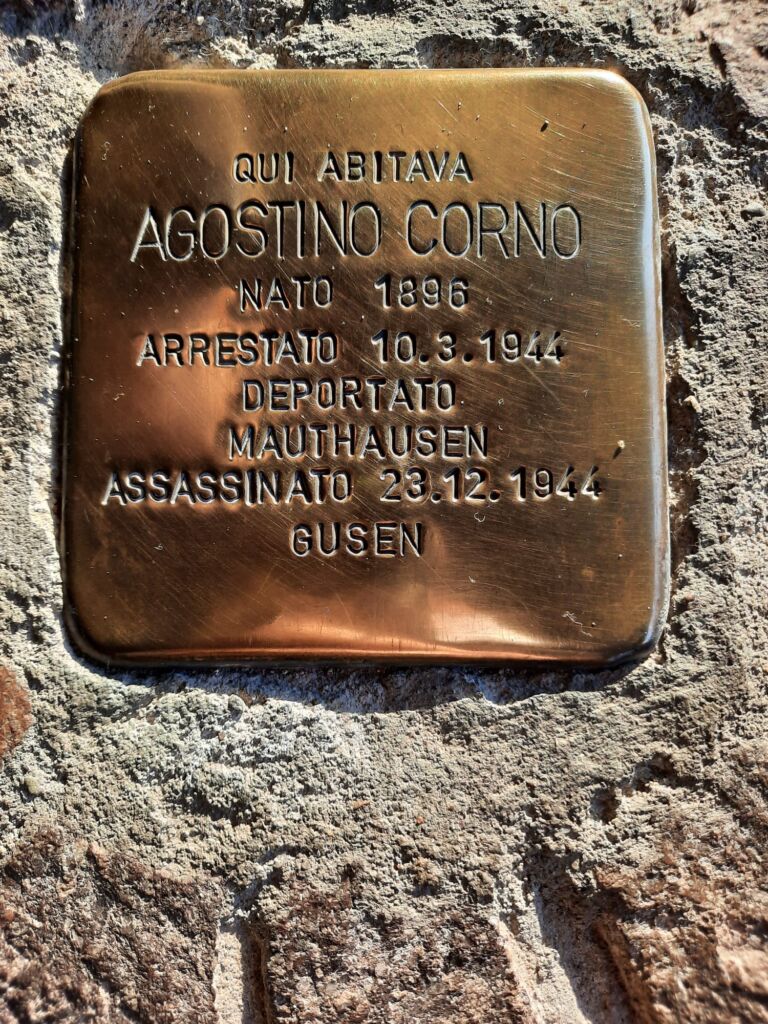 QUI ABITAVA
AGOSTINO CORNO
NATO 1896
ARRESTATO 10.3.1944
DEPORTATO
MAUTHAUSEN
ASSASSINATO 23.12.1944
GUSEN